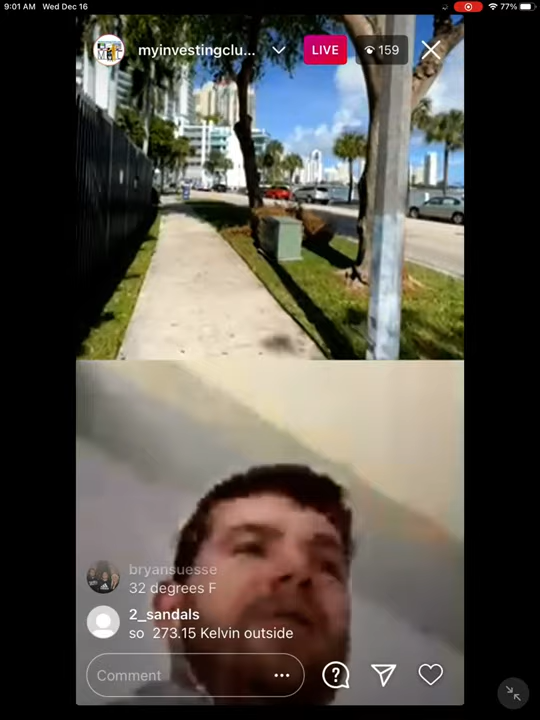 9:01 AM Wed Dec 16
77%
myinvestingclu...
LIVE
159
bryansuesse
32 degrees F
2_sandals
so 273.15 Kelvin outside
Comment